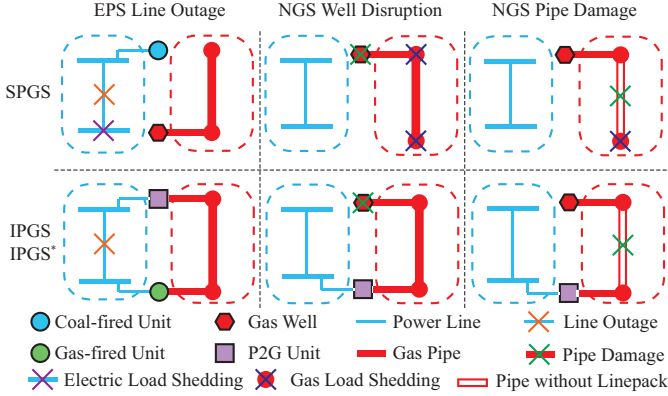 EPS Line Outage NGS Well Disruption NGS Pipe Damage
SPGS
IPGS
IPGS*
Coal-fired Unit Gas Well Power Line Line Outage
Gas-fired Unit P2G Unit Gas Pipe Pipe Damage
Electric Load Shedding Gas Load Shedding Pipe without Linepack